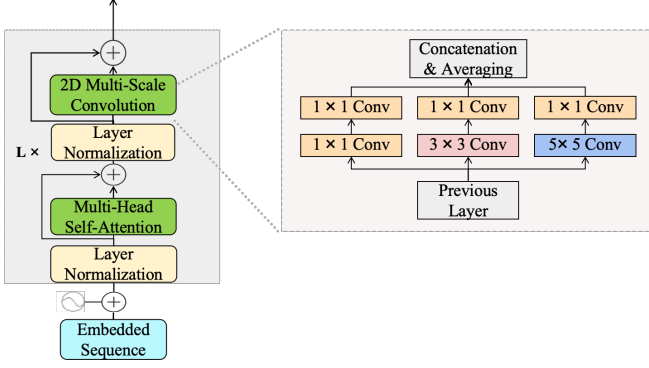 2D Multi-Scale
Convolution
Layer
Normalization
L ×
Multi-Head
Self-Attention
Layer
Normalization
Embedded
Sequence
Concatenation
& Averaging
1 × 1 Conv
1 × 1 Conv
1 × 1 Conv
1 × 1 Conv
3 × 3 Conv
5× 5 Conv
Previous
Layer